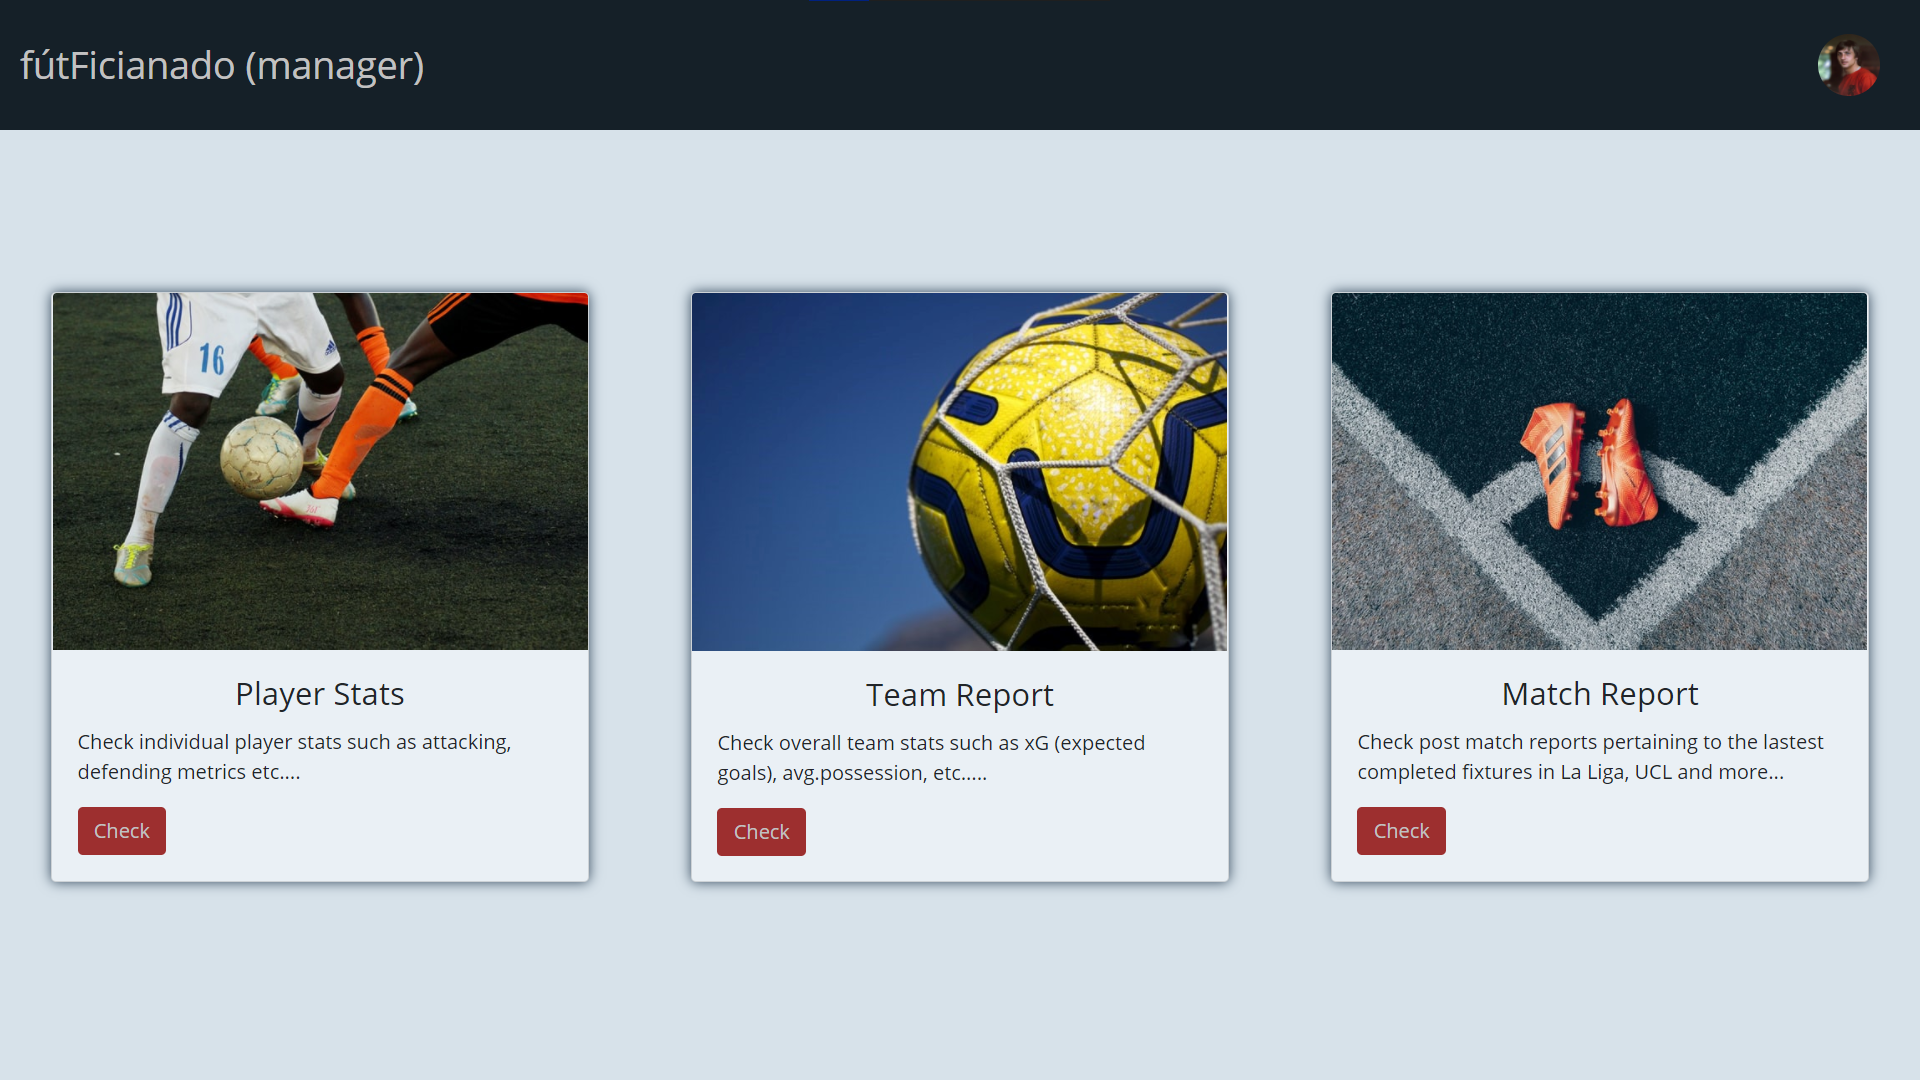 fútFicianado (manager)
16
Player Stats
Check individual player stats such as attacking,
defending metrics etc....
Check
Team Report
Check overall team stats such as xG (expected
goals), avg.possession, etc.....
Check
Match Report
Check post match reports pertaining to the lastest
completed fixtures in La Liga, UCL and more...
Check